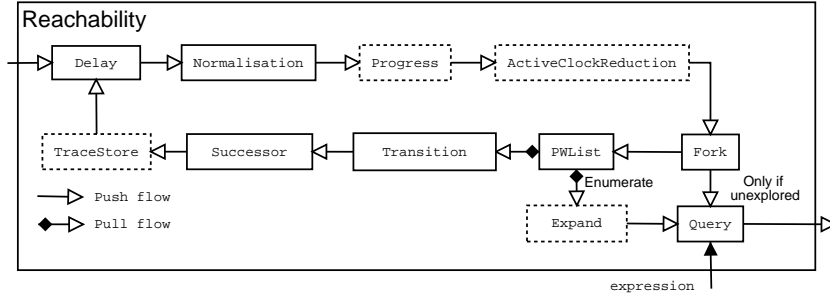 Reachability
Delay
Normalisation
Progress
ActiveClockReduction
TraceStore
Successor
Transition
PWList
Fork
Push flow
Pull flow
Enumerate
Only if
unexplored
Expand
Query
expression